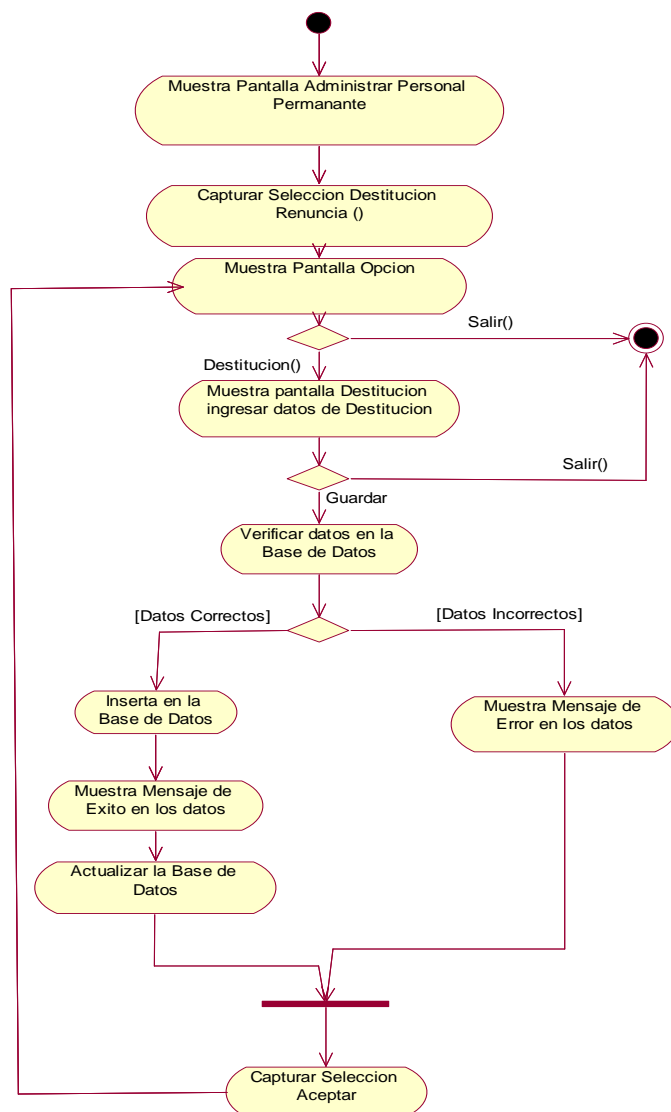 Muestra Pantalla Administrar Personal
Permanante
Capturar Seleccion Destitucion
Renuncia ()
Muestra Pantalla Opcion
Salir()
Destitucion()
Muestra pantalla Destitucion
ingresar datos de Destitucion
Salir()
Guardar
Verificar datos en la
Base de Datos
[Datos Correctos]
[Datos Incorrectos]
Inserta en la
Base de Datos
Muestra Mensaje de
Error en los datos
Muestra Mensaje de
Exito en los datos
Actualizar la Base de
Datos
Capturar Seleccion
Aceptar